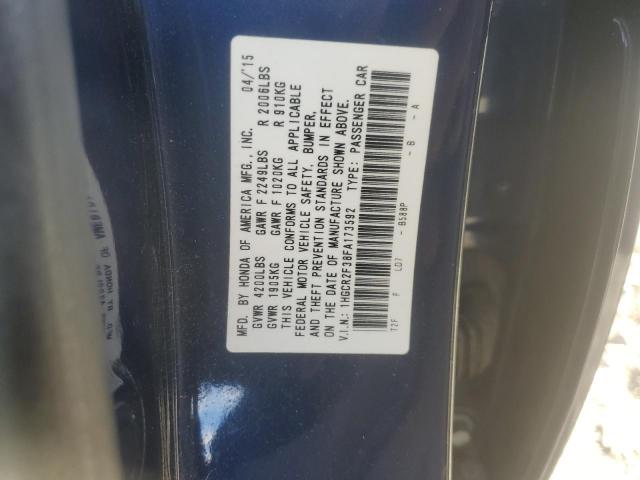 MFD. BY HONDA OF AMERICA MFG., INC. 04/15
GVWR 4200LBS GAWR F 2249LBS R 2006LBS
GVWR 1905KG GAWR F 1020KG R 910KG
THIS VEHICLE CONFORMS TO ALL APPLICABLE
FEDERAL MOTOR VEHICLE SAFETY, BUMPER,
AND THEFT PREVENTION STANDARDS IN EFFECT
ON THE DATE OF MANUFACTURE SHOWN ABOVE.
V.I.N.: 1HGCR2F38FA173592 TYPE: PASSENGER CAR
T2F F LD7 - B588P - B - A